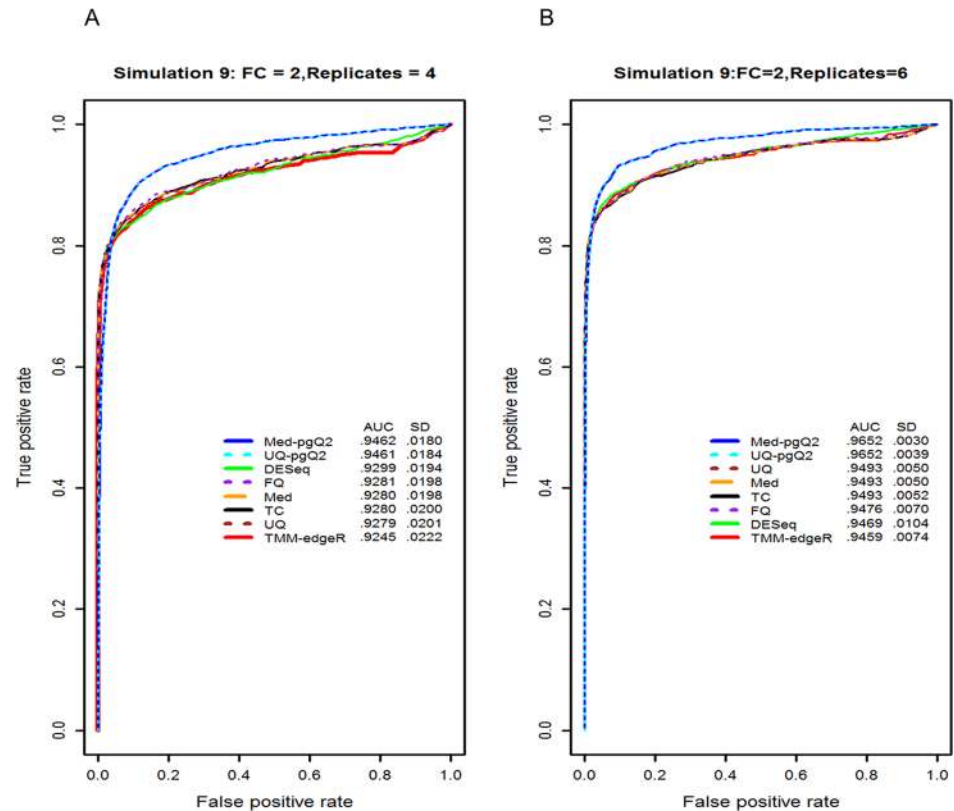 A
Simulation 9: FC = 2,Replicates = 4
True positive rate
1.0
0.8
0.6
0.4
0.2
0.0
AUC SD
Med-pgQ2 .9462 .0180
UQ-pgQ2 .9461 .0184
DESeq .9299 .0194
FQ .9281 .0198
Med .9280 .0198
TC .9280 .0200
UQ .9279 .0201
TMM-edgeR .9245 .0222
0.0 0.2 0.4 0.6 0.8 1.0
False positive rate
B
Simulation 9:FC=2,Replicates=6
True positive rate
1.0
0.8
0.6
0.4
0.2
0.0
AUC SD
Med-pgQ2 .9652 .0030
UQ-pgQ2 .9652 .0039
UQ .9493 .0050
Med .9493 .0050
TC .9493 .0052
FQ .9476 .0070
DESeq .9469 .0104
TMM-edgeR .9459 .0074
0.0 0.2 0.4 0.6 0.8 1.0
False positive rate